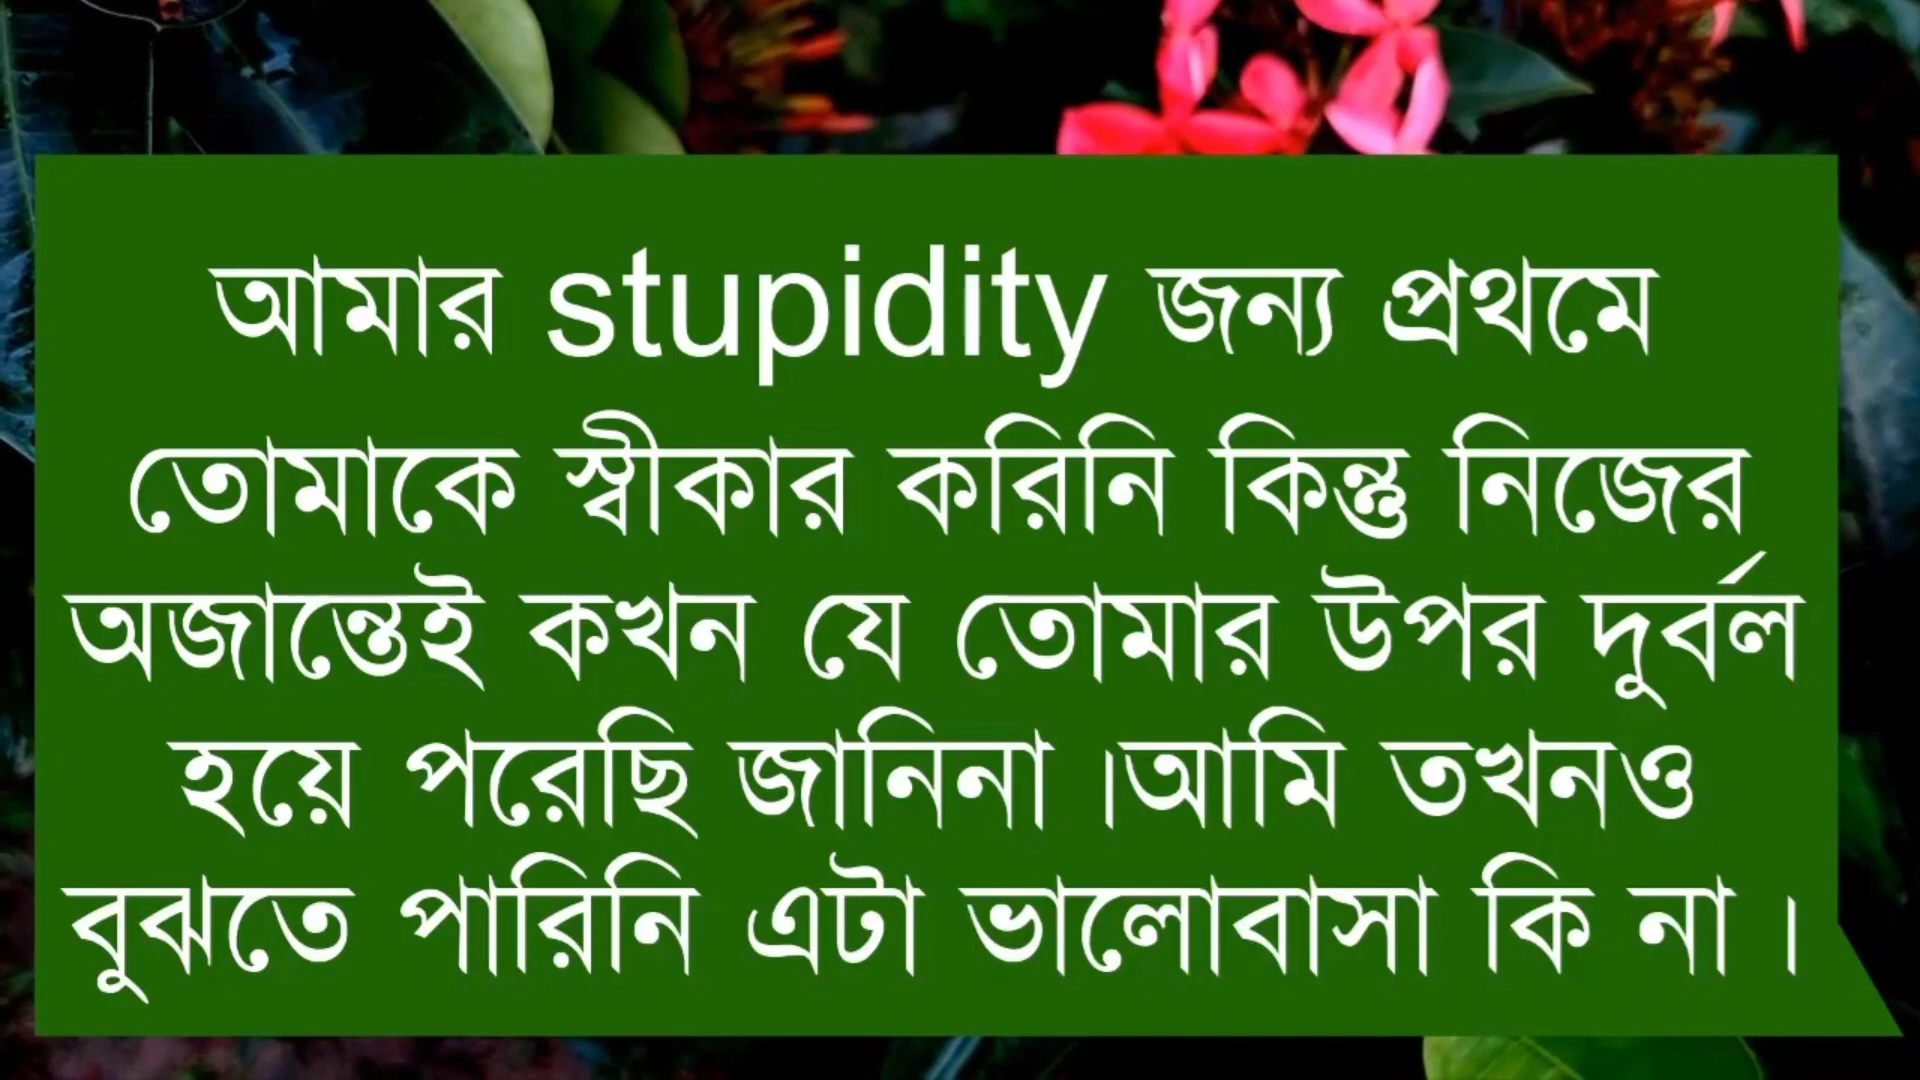 আমার stupidity জন্য প্রথমে
তোমাকে স্বীকার করিনি কিন্তু নিজের
অজান্তেই কখন যে তোমার উপর দুর্বল
হয়ে পরেছি জানিনা ।আমি তখনও
বুঝতে পারিনি এটা ভালোবাসা কি না ।